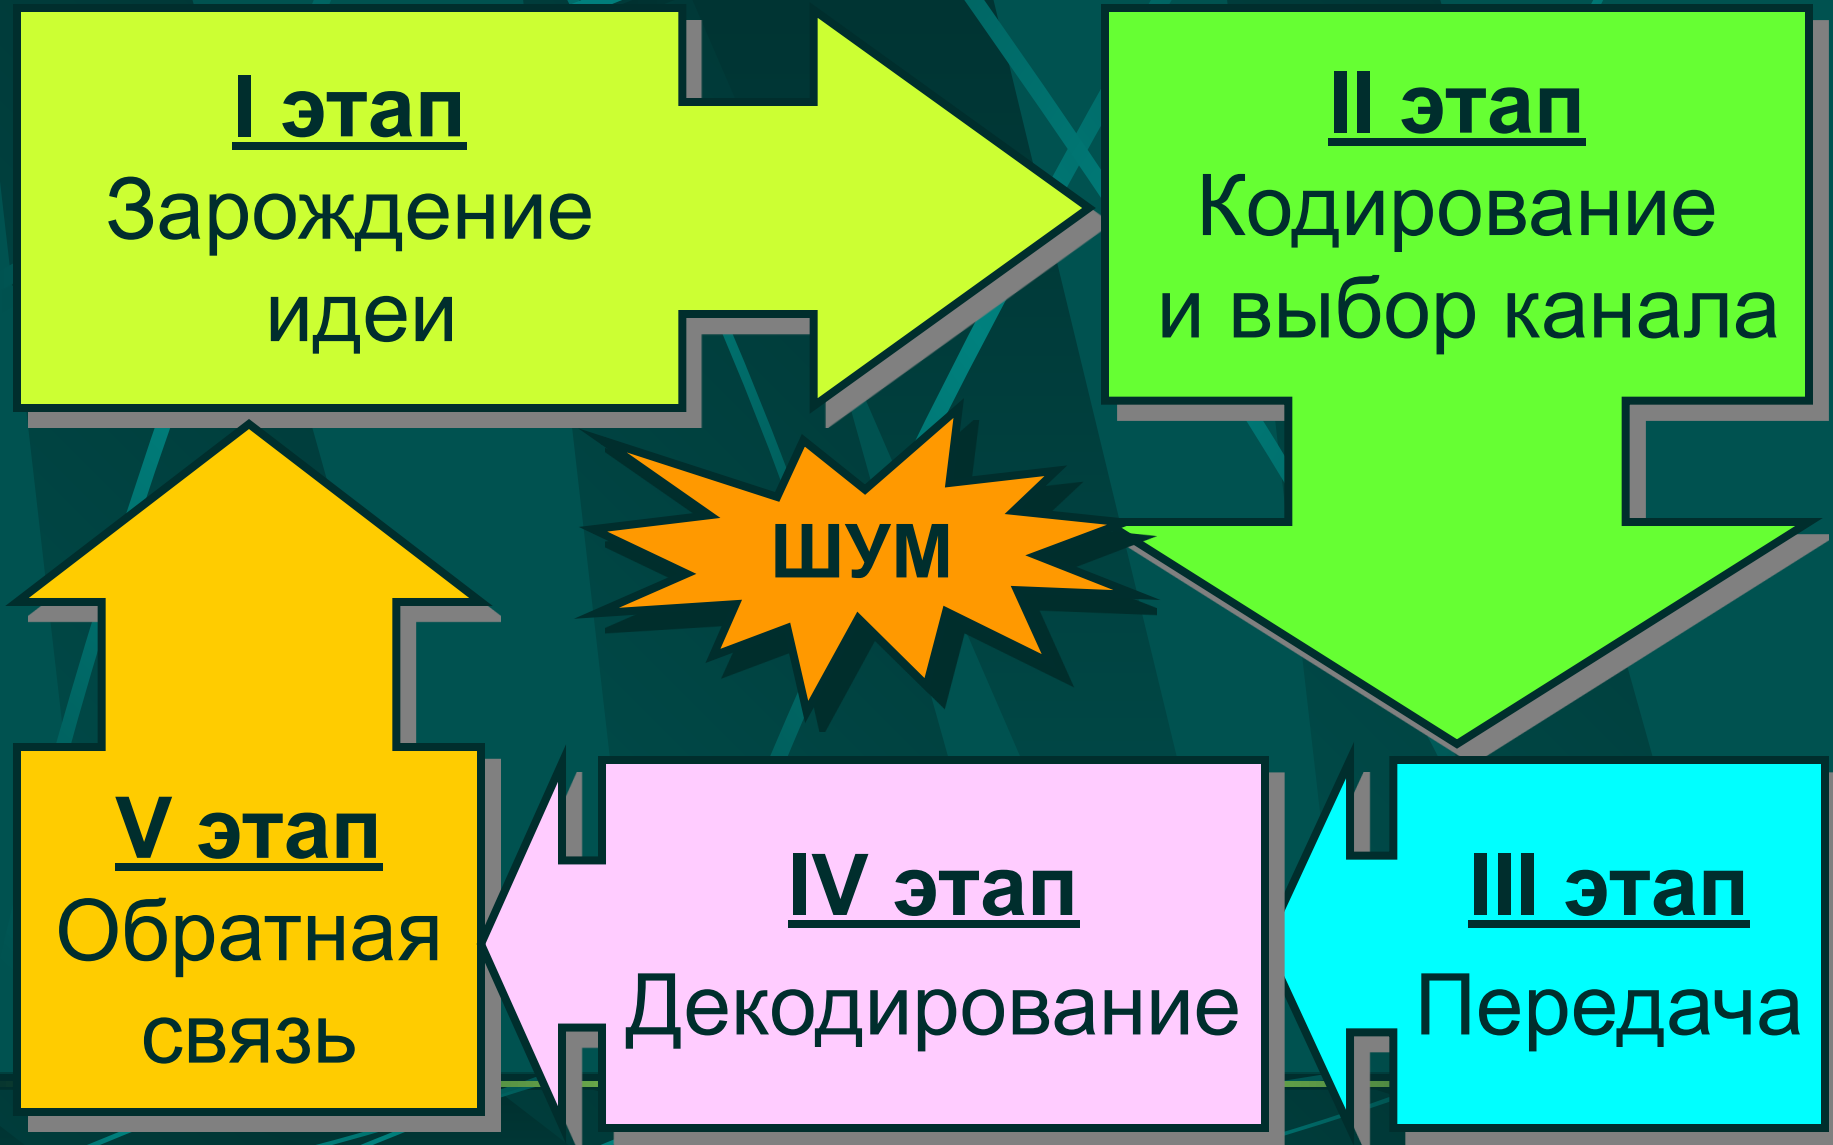 I этап
Зарождение
идеи
II этап
Кодирование
и выбор канала
ШУМ
V этап
Обратная
связь
IV этап
Декодирование
III этап
Передача